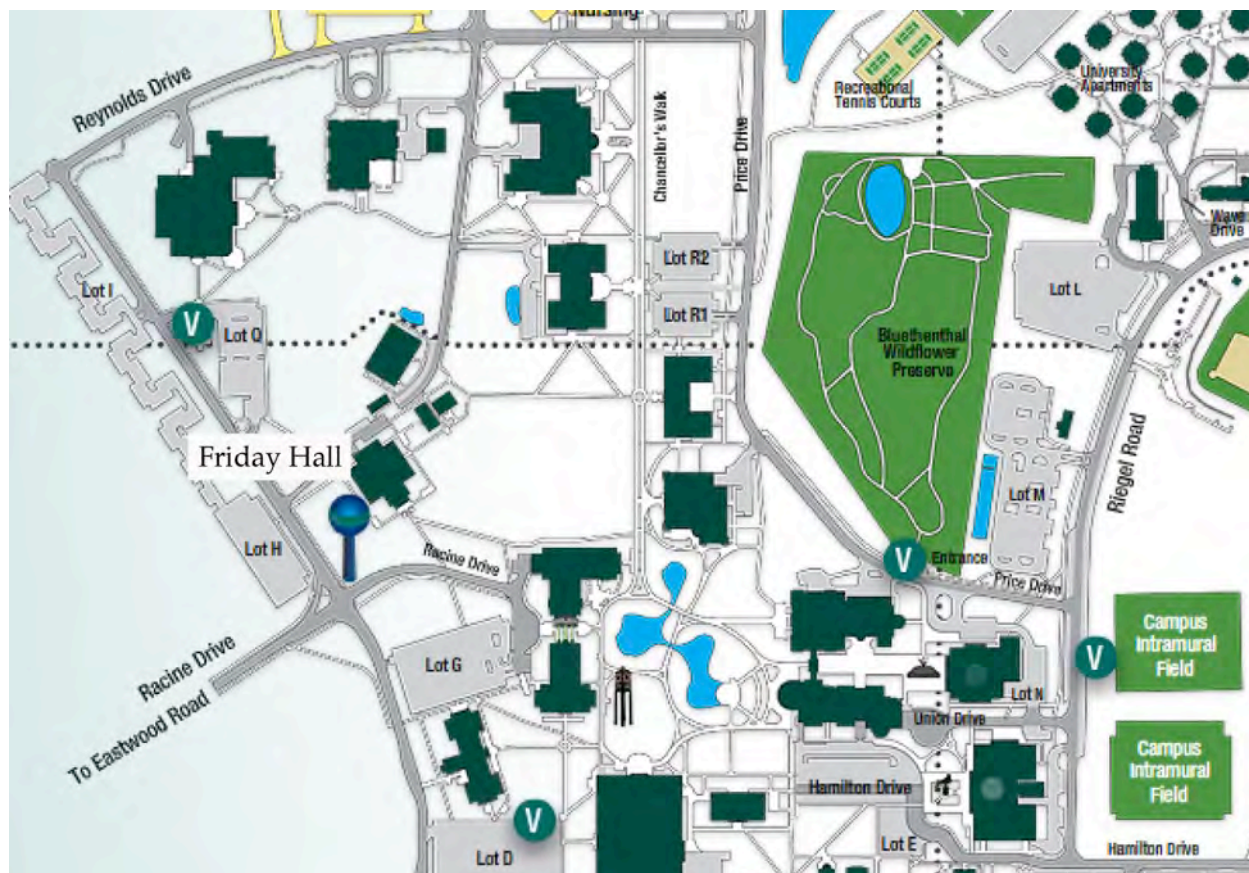 Nursing
Reynolds Drive
Recreational
Tennis Courts
University
Apartments
Chancellor's Walk
Price Drive
Wave
Drive
Lot R2
Lot I
Lot L
Lot R1
V
Lot Q
Bluethenthal
Wildflower
Preserve
Riegel Road
Friday Hall
Lot M
Lot H
Racine Drive
V
Entrance
Price Drive
Campus
Intramural
Field
Racine Drive
Lot G
V
Lot N
To Eastwood Road
Union Drive
Campus
Intramural
Field
Hamilton Drive
V
Lot D
Lot E
Hamilton Drive